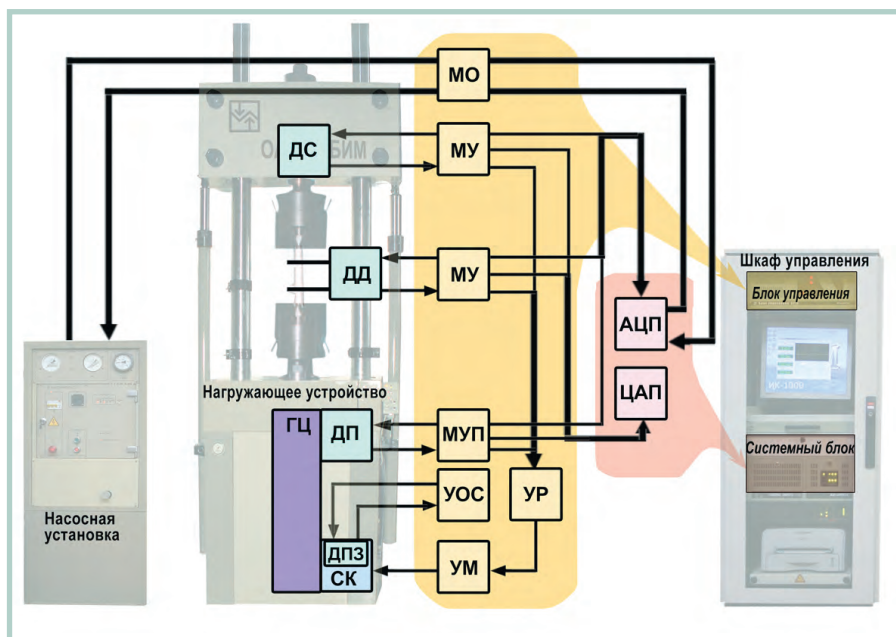 МО
ДС
МУ
ДД
МУ
Шкаф управления
Блок управления
АЦП
ЦАП
Нагружающее устройство
ГЦ
ДП
МУП
Системный блок
УОС
УР
Насосная
установка
ДПЗ
СК
УМ